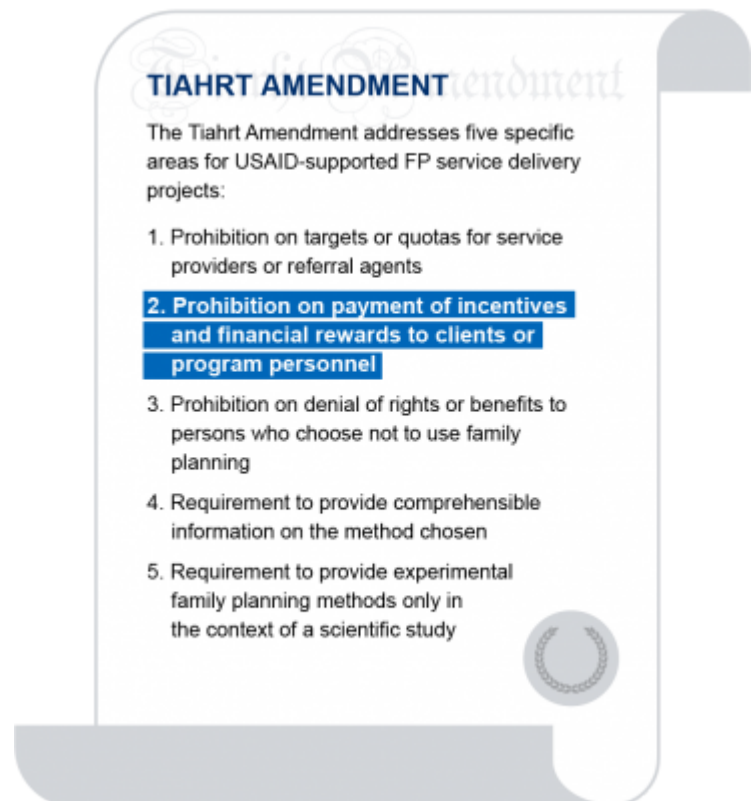 Tiahrt Amendment
TIAHRT AMENDMENT
The Tiahrt Amendment addresses five specific
areas for USAID-supported FP service delivery
projects:
1. Prohibition on targets or quotas for service
providers or referral agents
2. Prohibition on payment of incentives
and financial rewards to clients or
program personnel
3. Prohibition on denial of rights or benefits to
persons who choose not to use family
planning
4. Requirement to provide comprehensible
information on the method chosen
5. Requirement to provide experimental
family planning methods only in
the context of a scientific study